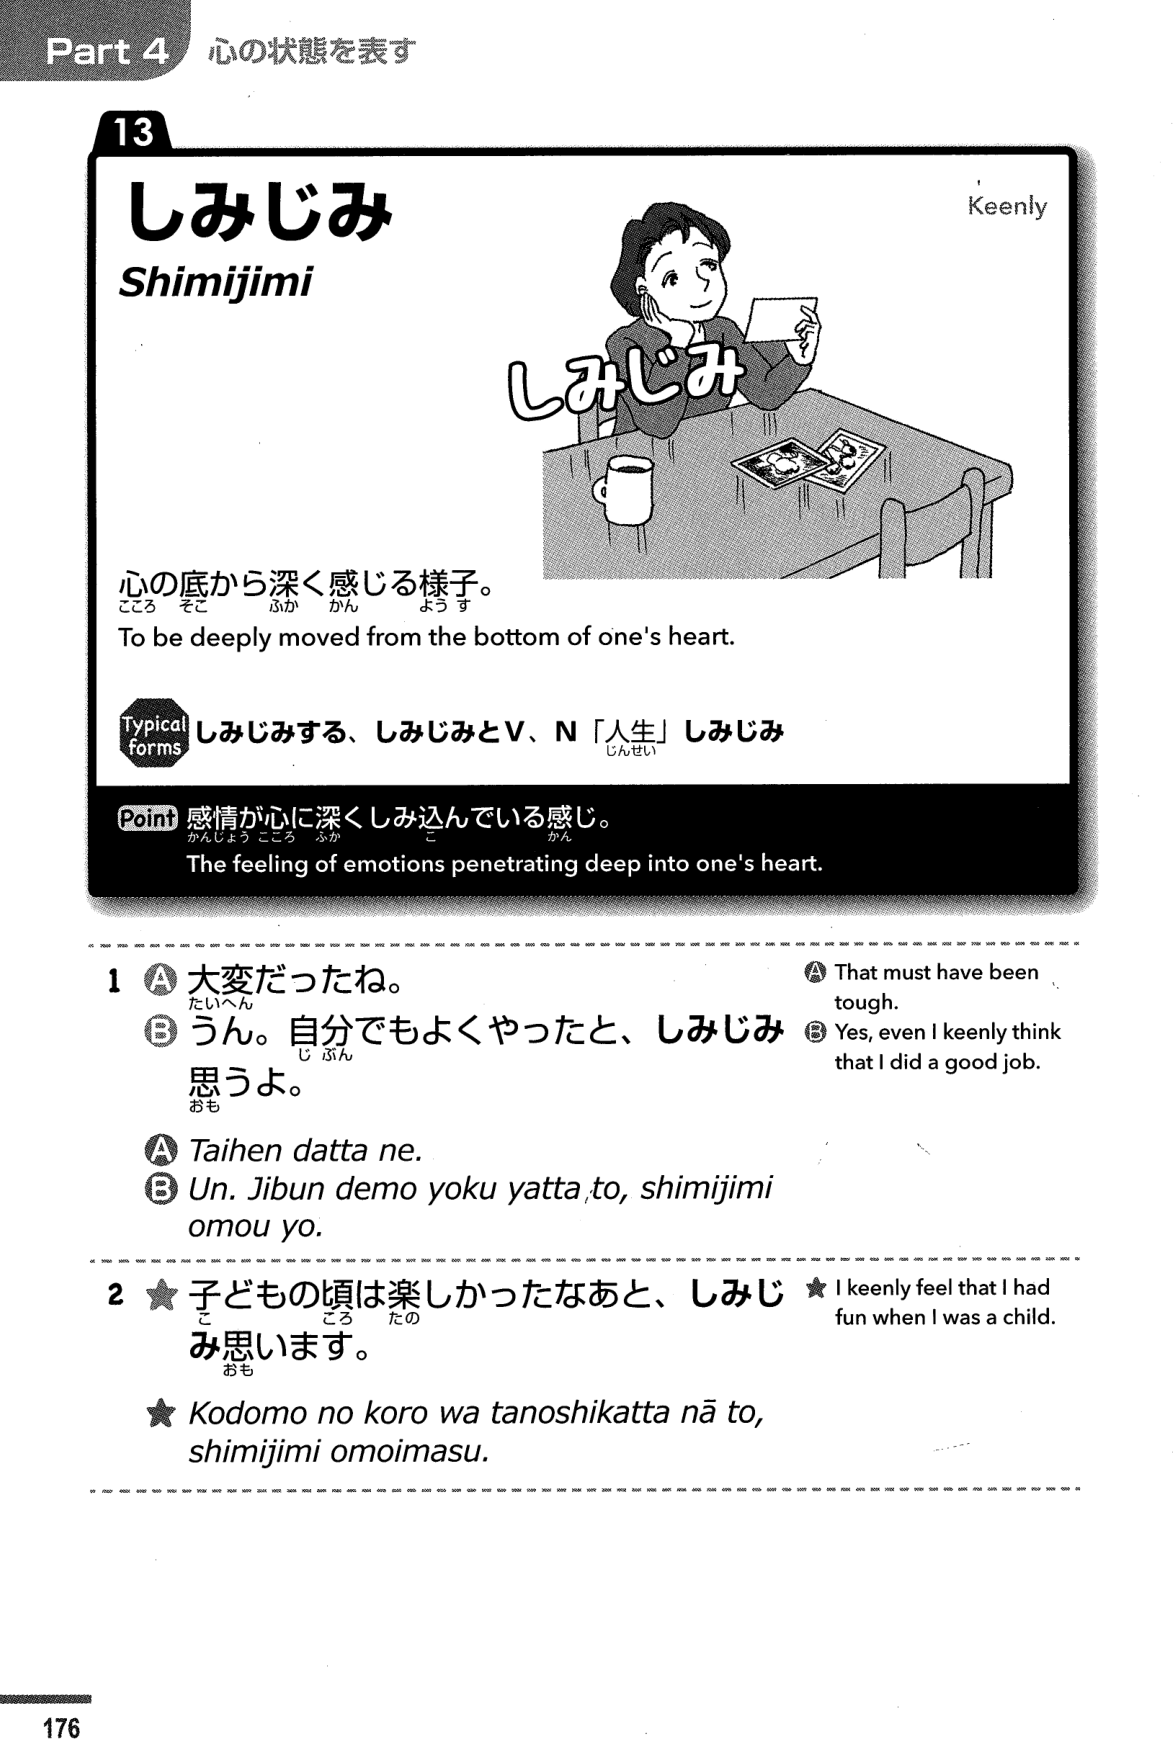 Part 4 心の状態を表す
13
しみじみ
Keenly
Shimijimi
しみじみ
心の底から深く感じる様子。
こころ そこ ふか かん ようす
To be deeply moved from the bottom of one's heart.
Typical forms しみじみする、しみじみとV、N「人生」しみじみ
じんせい
Point 感情が心に深くしみ込んでいる感じ。
かんじょう こころ ふか こ かん
The feeling of emotions penetrating deep into one's heart.
1 A 大変だったね。
たいへん
B うん。自分でもよくやったと、しみじみ
じ ぶん
思うよ。
おも
A That must have been
tough.
B Yes, even I keenly think
that I did a good job.
A Taihen datta ne.
B Un. Jibun demo yoku yatta to, shimijimi
omou yo.
2 ★ 子どもの頃は楽しかったなあと、しみじ
こ ころ たの
み思います。
おも
★ I keenly feel that I had
fun when I was a child.
★ Kodomo no koro wa tanoshikatta nā to,
shimijimi omoimasu.
176